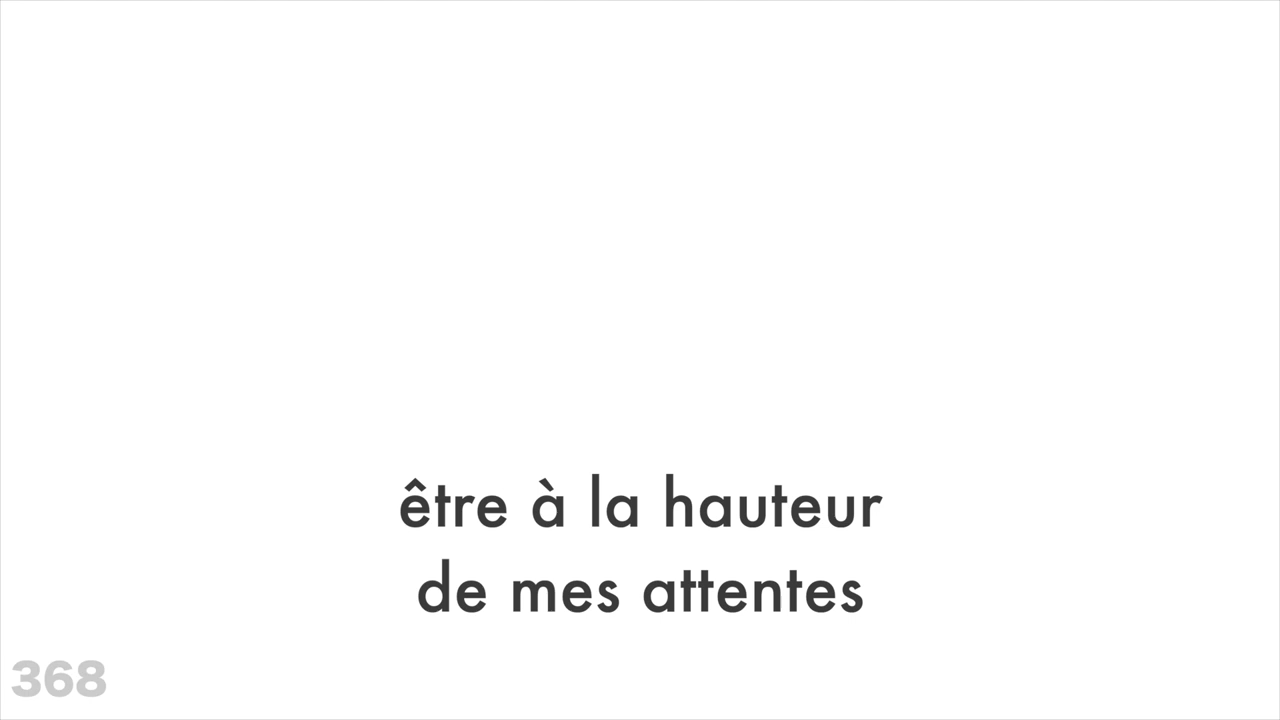 être à la hauteur
de mes attentes
368